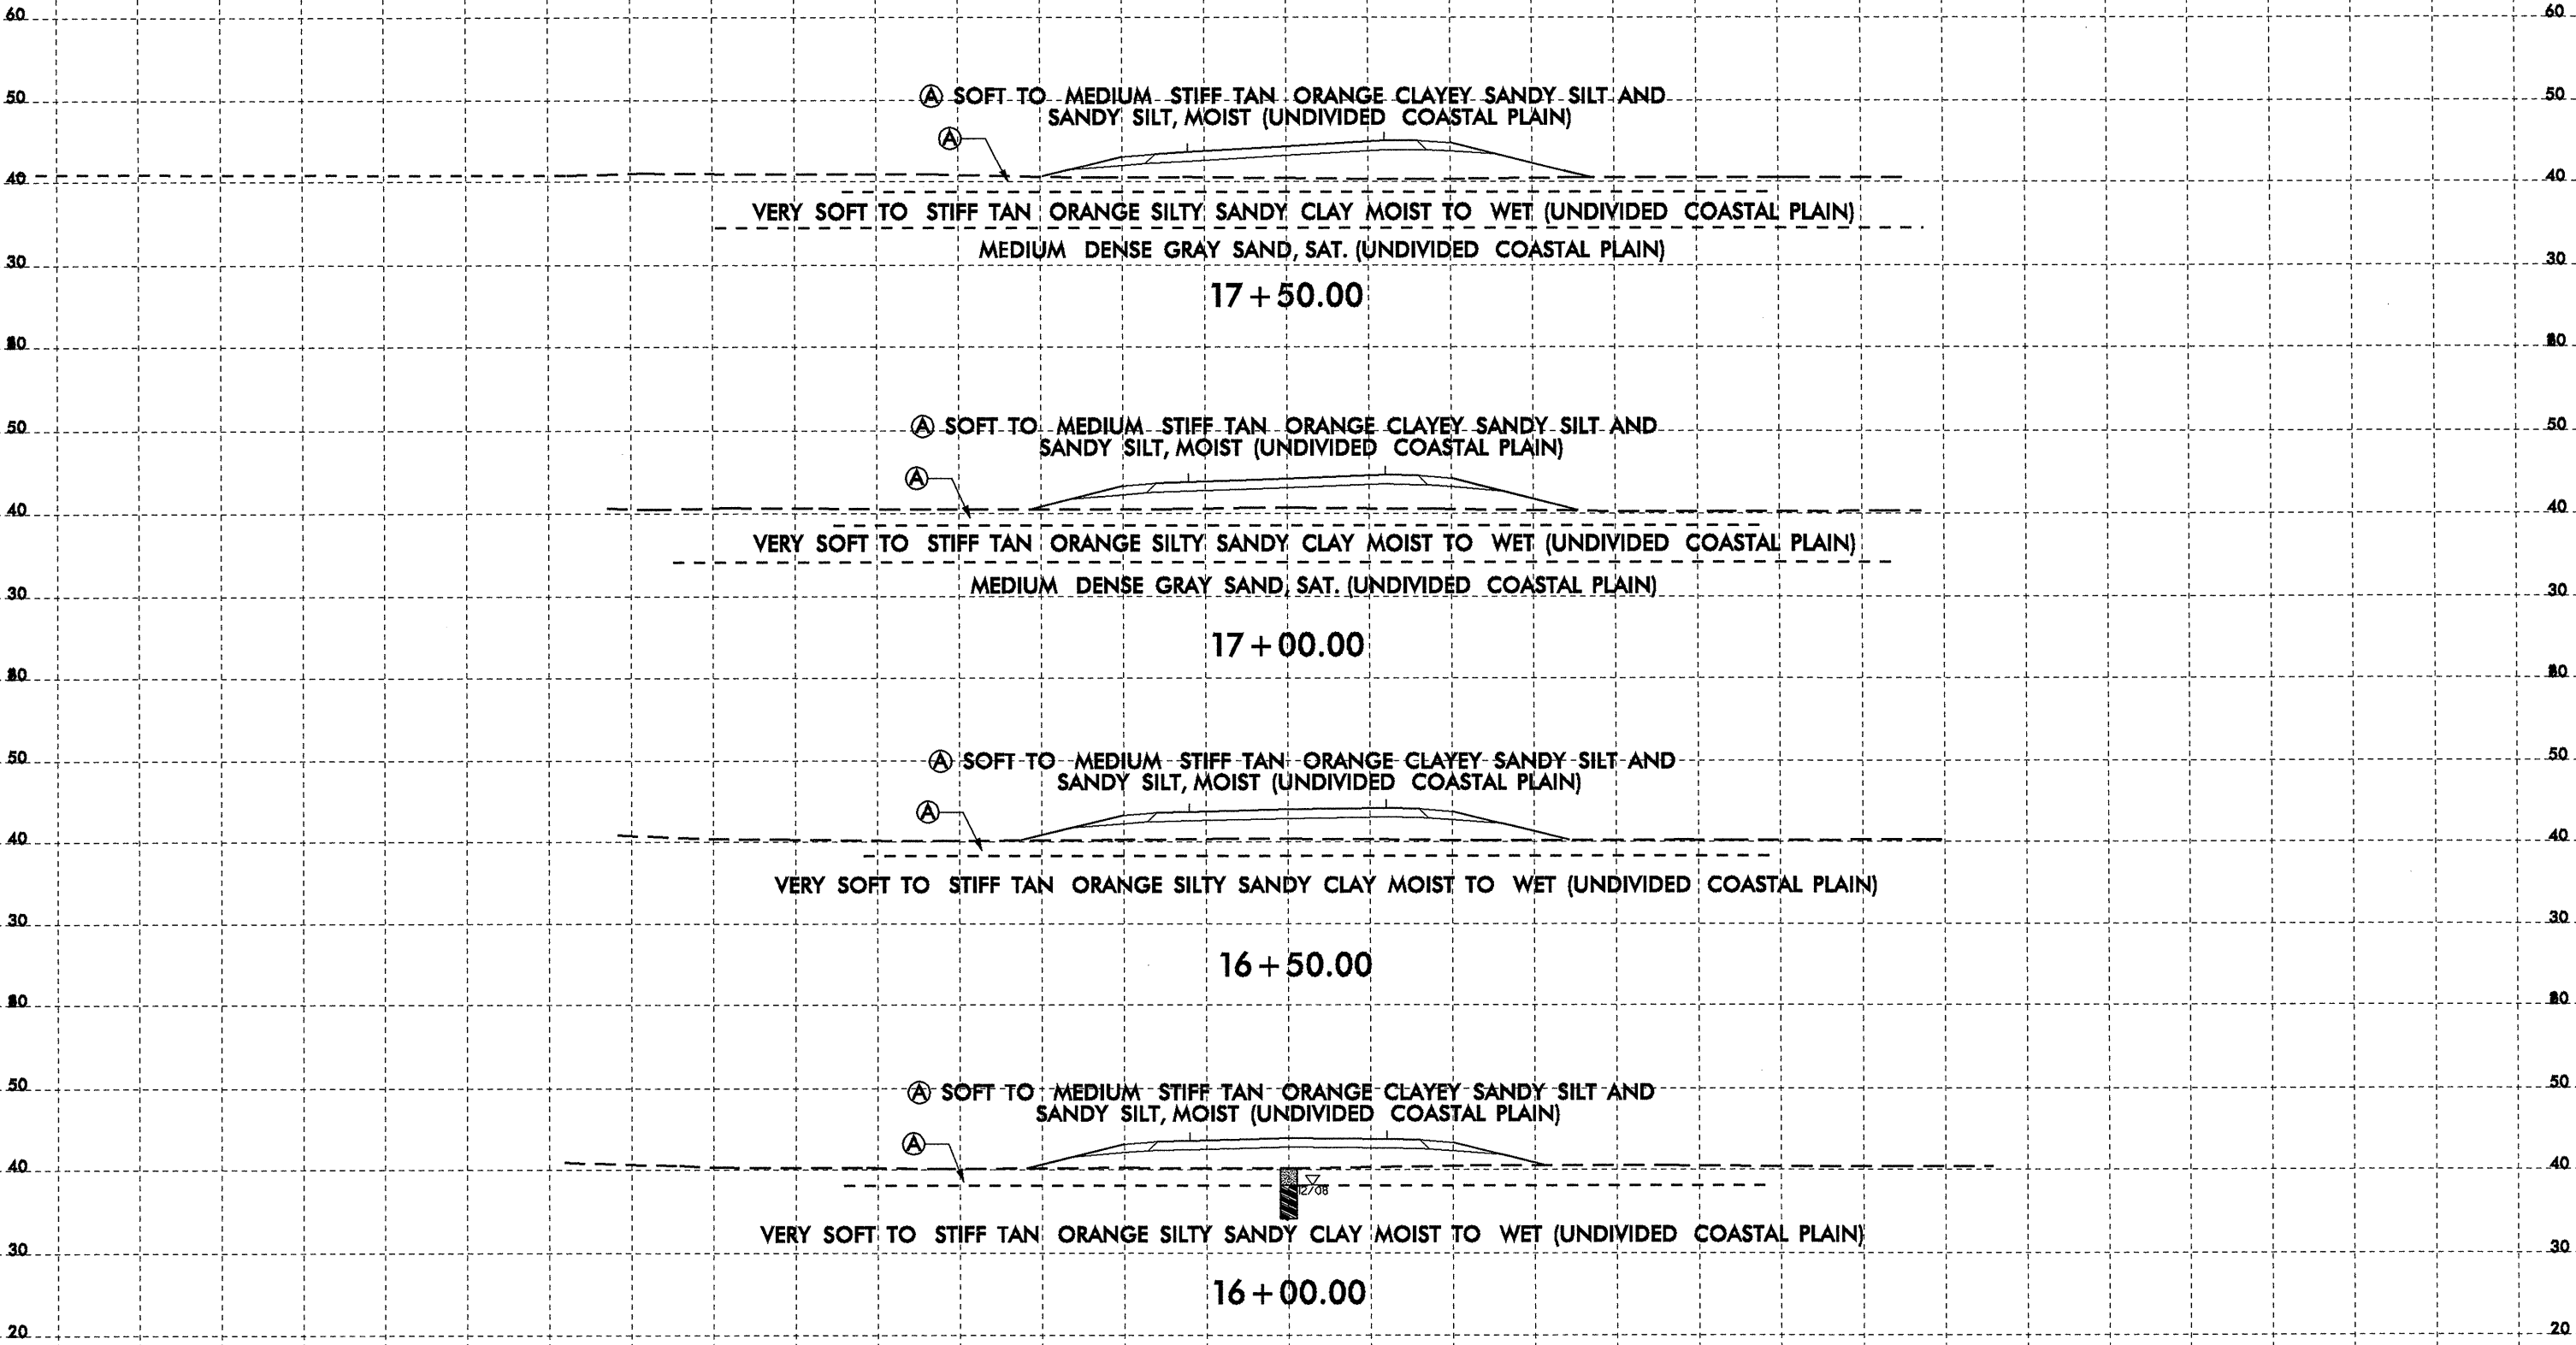 60 60
Ⓐ SOFT TO MEDIUM STIFF TAN ORANGE CLAYEY SANDY SILT AND
50 50
SANDY SILT, MOIST (UNDIVIDED COASTAL PLAIN)
Ⓐ
40 40
VERY SOFT TO STIFF TAN ORANGE SILTY SANDY CLAY MOIST TO WET (UNDIVIDED COASTAL PLAIN)
MEDIUM DENSE GRAY SAND, SAT. (UNDIVIDED COASTAL PLAIN)
30 30
17+50.00
Ⓐ SOFT TO MEDIUM STIFF TAN ORANGE CLAYEY SANDY SILT AND
50 50
SANDY SILT, MOIST (UNDIVIDED COASTAL PLAIN)
Ⓐ
40 40
VERY SOFT TO STIFF TAN ORANGE SILTY SANDY CLAY MOIST TO WET (UNDIVIDED COASTAL PLAIN)
MEDIUM DENSE GRAY SAND, SAT. (UNDIVIDED COASTAL PLAIN)
30 30
17+00.00
Ⓐ SOFT TO MEDIUM STIFF TAN ORANGE CLAYEY SANDY SILT AND
50 50
SANDY SILT, MOIST (UNDIVIDED COASTAL PLAIN)
Ⓐ
40 40
VERY SOFT TO STIFF TAN ORANGE SILTY SANDY CLAY MOIST TO WET (UNDIVIDED COASTAL PLAIN)
30 30
16+50.00
Ⓐ SOFT TO MEDIUM STIFF TAN ORANGE CLAYEY SANDY SILT AND
50 50
SANDY SILT, MOIST (UNDIVIDED COASTAL PLAIN)
Ⓐ
40 40
12/08
VERY SOFT TO STIFF TAN ORANGE SILTY SANDY CLAY MOIST TO WET (UNDIVIDED COASTAL PLAIN)
30 30
16+00.00
20 20